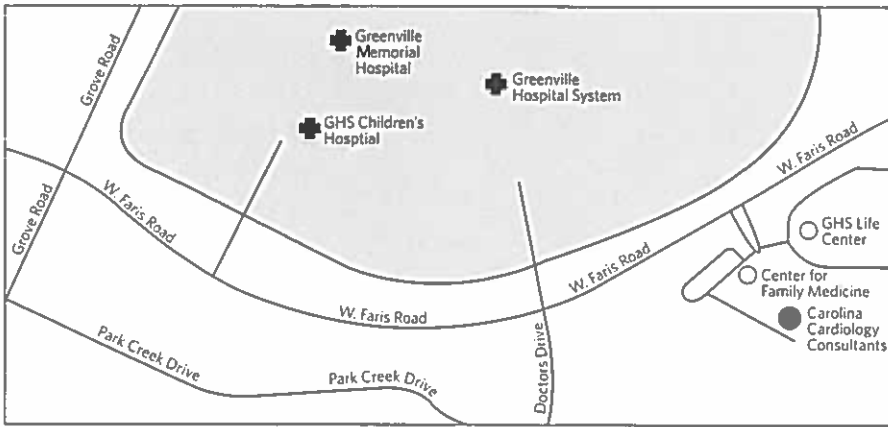 Greenville
Memorial
Hospital
Grove Road
Greenville
Hospital System
GHS Children's
Hosptial
W. Faris Road
W. Faris Road
Grove Road
GHS Life
Center
W. Faris Road
Center for
Family Medicine
W. Faris Road
Carolina
Cardiology
Consultants
Park Creek Drive
Park Creek Drive
Doctors Drive